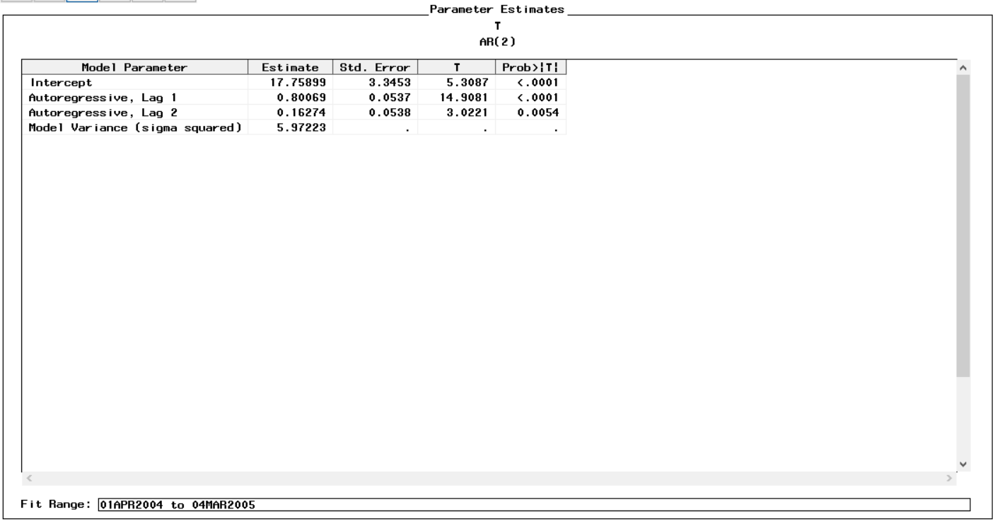 Parameter Estimates
T
AR(2)
Model Parameter Estimate Std. Error T Prob>|T|
Intercept 17.75899 3.3453 5.3087 <.0001
Autoregressive, Lag 1 0.80069 0.0537 14.9081 <.0001
Autoregressive, Lag 2 0.16274 0.0538 3.0221 0.0054
Model Variance (sigma squared) 5.97223 . . .
Fit Range: 01APR2004 to 04MAR2005